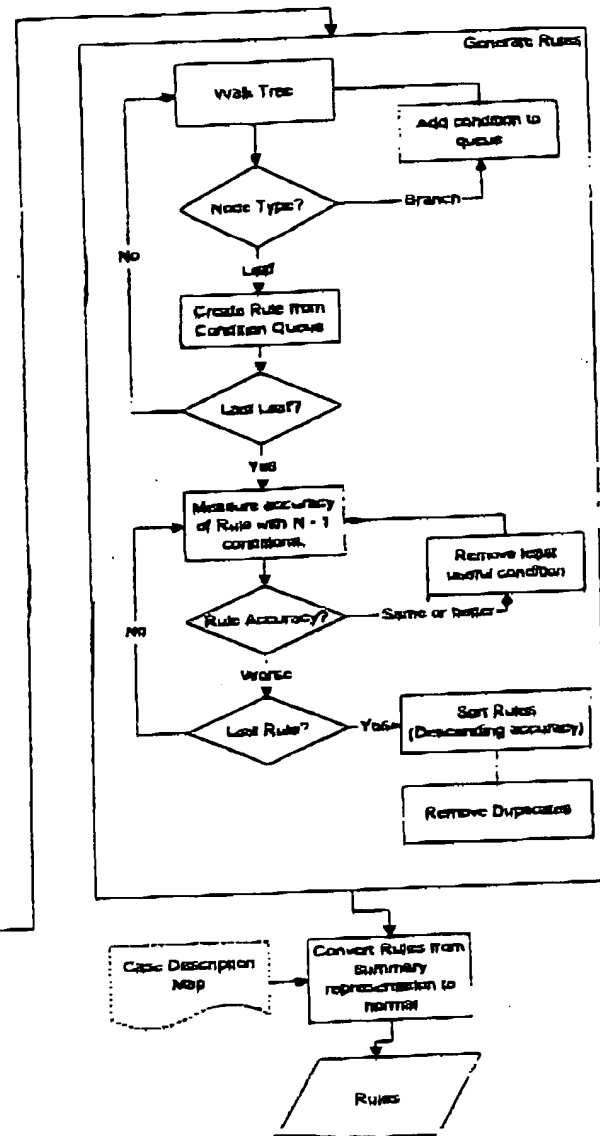 Generate Rules
Walk Tree
Add condition to
queue
Node Type?
Branch
No
Leaf
Create Rule from
Condition Queue
Last Leaf?
Yes
Measure accuracy
of Rule with N - 1
conditions.
Remove least
useful condition
Rule Accuracy?
Same or better
No
Worse
Last Rule?
Yes
Sort Rules
(Descending accuracy)
Remove Duplicates
Case Description
Map
Convert Rules from
summary
representation to
normal
Rules